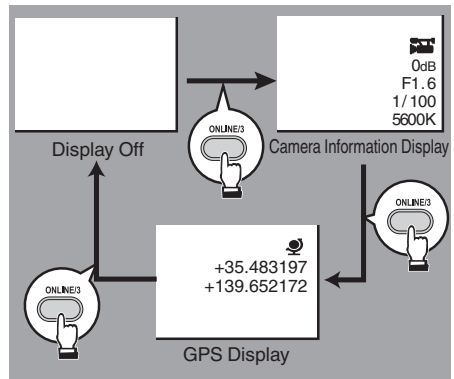 0dB
F1.6
1/100
5600K
Display Off
ONLINE/3
Camera Information Display
ONLINE/3
+35.483197
+139.652172
ONLINE/3
GPS Display